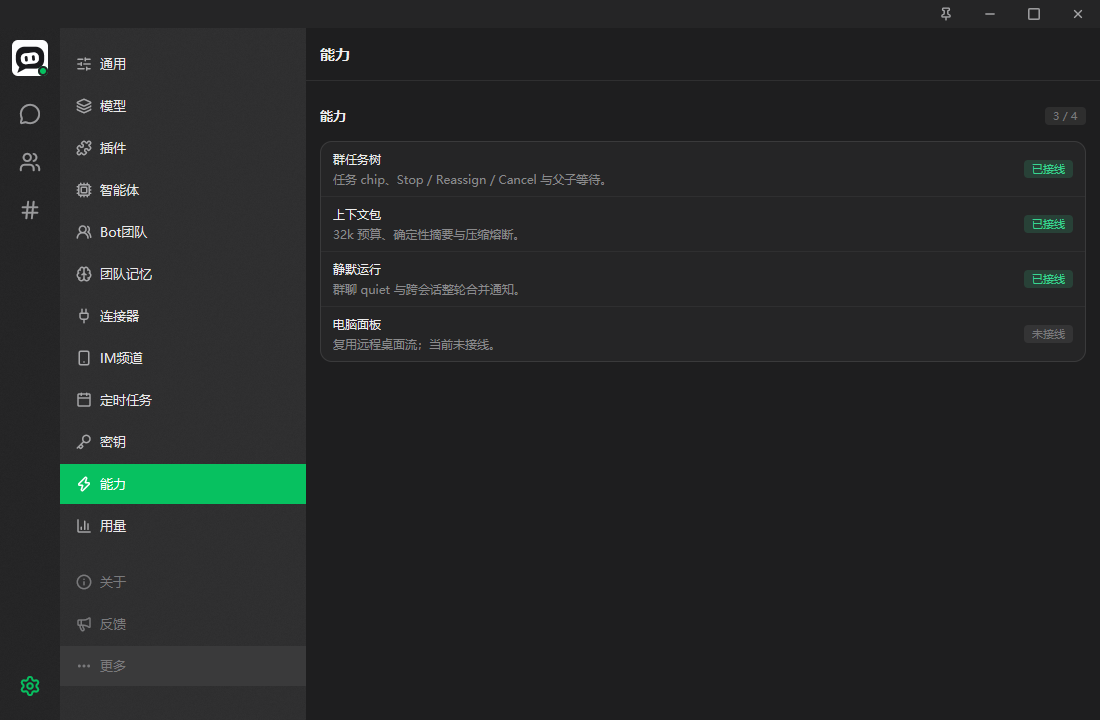 通用
模型
插件
智能体
Bot团队
团队记忆
连接器
IM频道
定时任务
密钥
能力
用量
关于
反馈
更多
能力
能力
3 / 4
群任务树
任务 chip、Stop / Reassign / Cancel 与父子等待。
已接线
上下文包
32k 预算、确定性摘要与压缩熔断。
已接线
静默运行
群聊 quiet 与跨会话整轮合并通知。
已接线
电脑面板
复用远程桌面流；当前未接线。
未接线